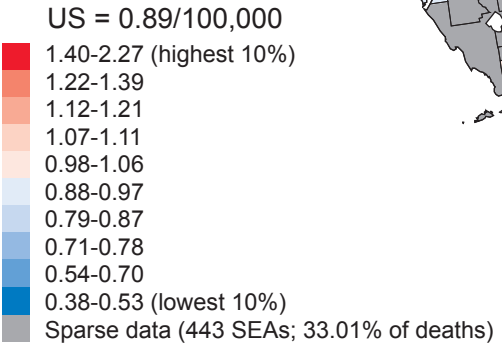 US = 0.89/100,000
1.40-2.27 (highest 10%)
1.22-1.39
1.12-1.21
1.07-1.11
0.98-1.06
0.88-0.97
0.79-0.87
0.71-0.78
0.54-0.70
0.38-0.53 (lowest 10%)
Sparse data (443 SEAs; 33.01% of deaths)